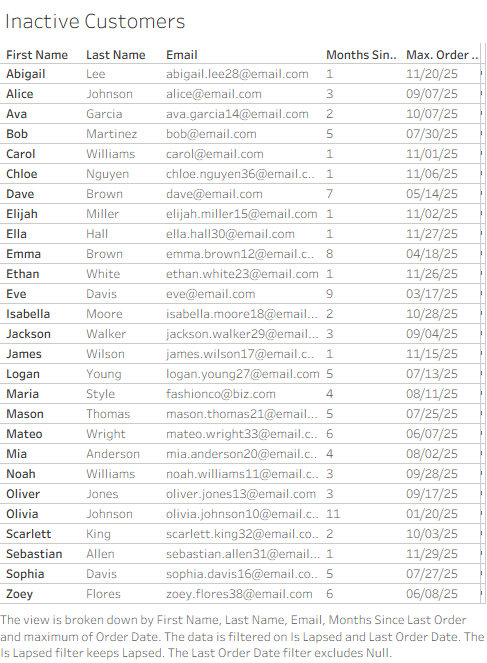 Inactive Customers
First Name Last Name Email Months Sin.. Max. Order ..
Abigail Lee abigail.lee28@email.com 1 11/20/25
Alice Johnson alice@email.com 3 09/07/25
Ava Garcia ava.garcia14@email.com 2 10/07/25
Bob Martinez bob@email.com 5 07/30/25
Carol Williams carol@email.com 1 11/01/25
Chloe Nguyen chloe.nguyen36@email.c.. 1 11/06/25
Dave Brown dave@email.com 7 05/14/25
Elijah Miller elijah.miller15@email.com 1 11/02/25
Ella Hall ella.hall30@email.com 1 11/27/25
Emma Brown emma.brown12@email.c.. 8 04/18/25
Ethan White ethan.white23@email.com 1 11/26/25
Eve Davis eve@email.com 9 03/17/25
Isabella Moore isabella.moore18@email... 2 10/28/25
Jackson Walker jackson.walker29@email... 3 09/04/25
James Wilson james.wilson17@email.c.. 1 11/15/25
Logan Young logan.young27@email.com 5 07/13/25
Maria Style fashionco@biz.com 4 08/11/25
Mason Thomas mason.thomas21@email... 5 07/25/25
Mateo Wright mateo.wright33@email.c.. 6 06/07/25
Mia Anderson mia.anderson20@email.c.. 4 08/02/25
Noah Williams noah.williams11@email.c.. 3 09/28/25
Oliver Jones oliver.jones13@email.com 3 09/17/25
Olivia Johnson olivia.johnson10@email.c.. 11 01/20/25
Scarlett King scarlett.king32@email.co.. 2 10/03/25
Sebastian Allen sebastian.allen31@email... 1 11/29/25
Sophia Davis sophia.davis16@email.co.. 5 07/27/25
Zoey Flores zoey.flores38@email.com 6 06/08/25
The view is broken down by First Name, Last Name, Email, Months Since Last Order
and maximum of Order Date. The data is filtered on Is Lapsed and Last Order Date. The
Is Lapsed filter keeps Lapsed. The Last Order Date filter excludes Null.